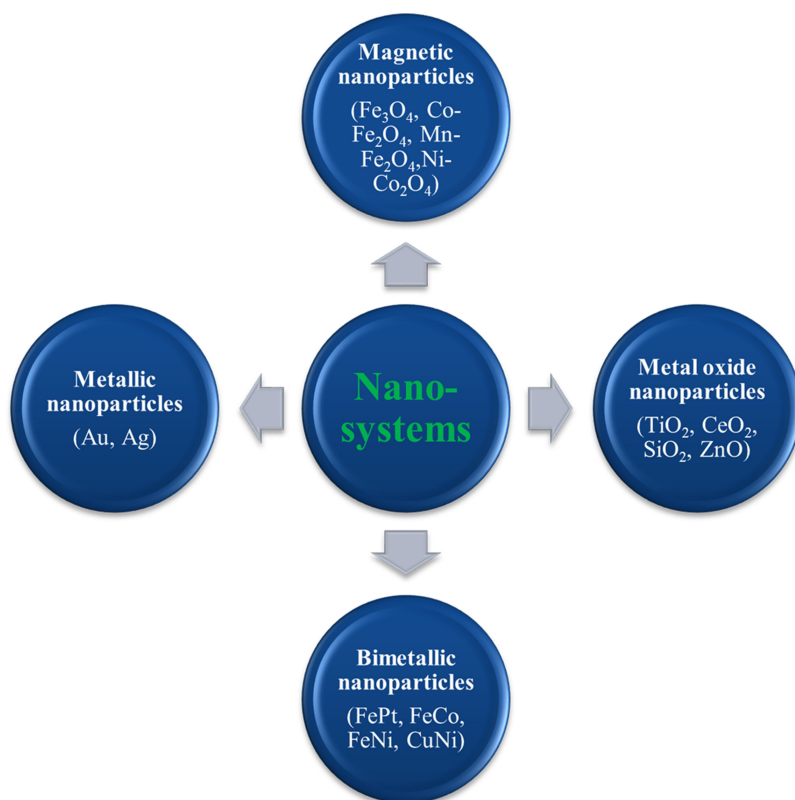 Magnetic
nanoparticles
(Fe₃O₄, Co-
Fe₂O₄, Mn-
Fe₂O₄,Ni-
Co₂O₄)
Metallic
nanoparticles
(Au, Ag)
Nano-
systems
Metal oxide
nanoparticles
(TiO₂, CeO₂,
SiO₂, ZnO)
Bimetallic
nanoparticles
(FePt, FeCo,
FeNi, CuNi)